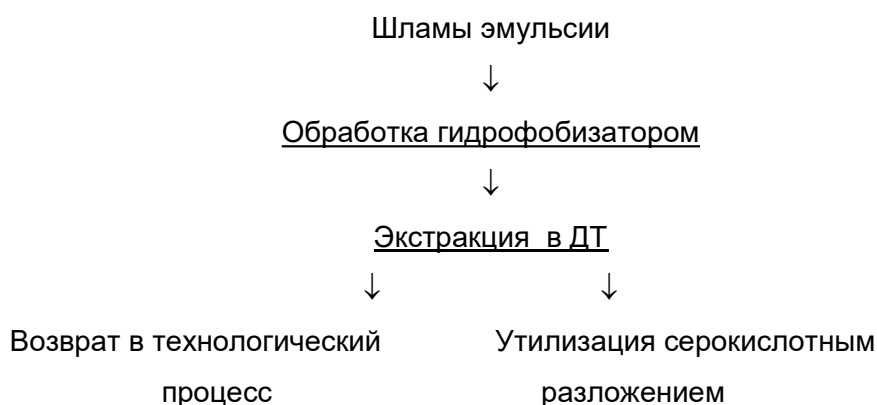 Шламы эмульсии
↓
Обработка гидрофобизатором
↓
Экстракция в ДТ
↓ ↓
Возврат в технологический Утилизация серокислотным
процесс разложением